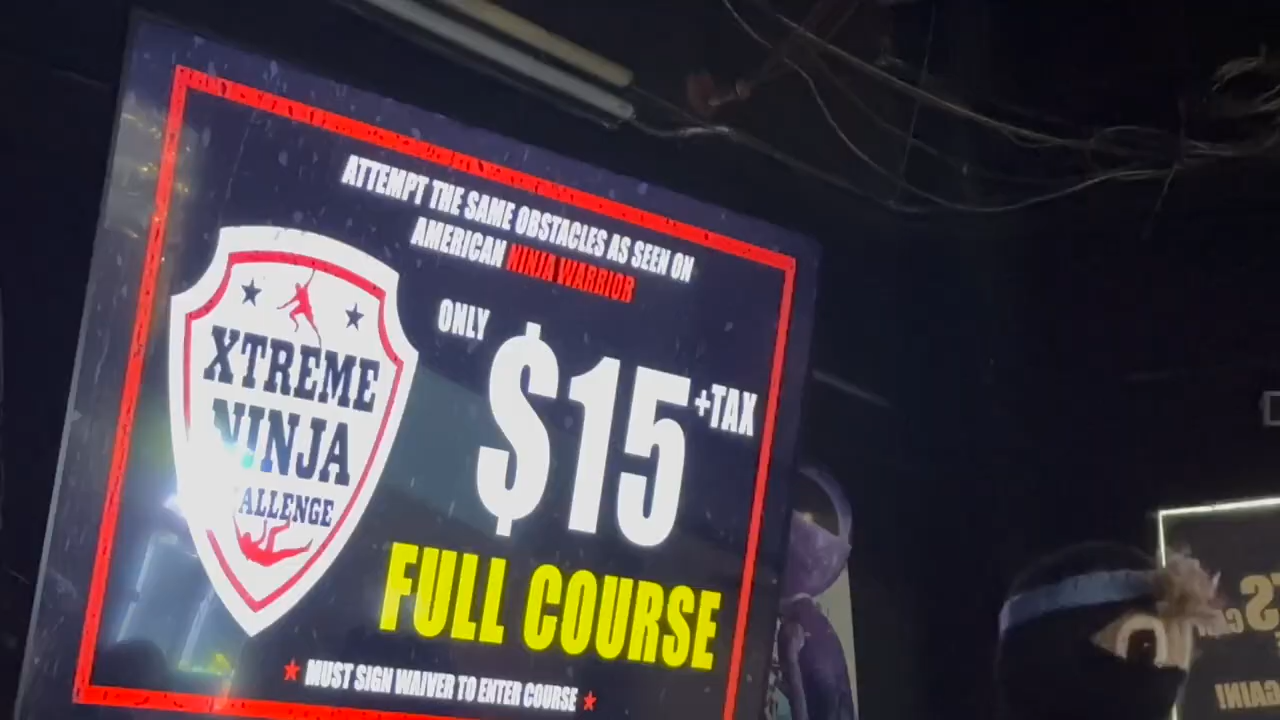 ATTEMPT THE SAME OBSTACLES AS SEEN ON
AMERICAN NINJA WARRIOR
XTREME
NINJA
ALLENGE
ONLY
$15 +TAX
FULL COURSE
★ MUST SIGN WAIVER TO ENTER COURSE ★